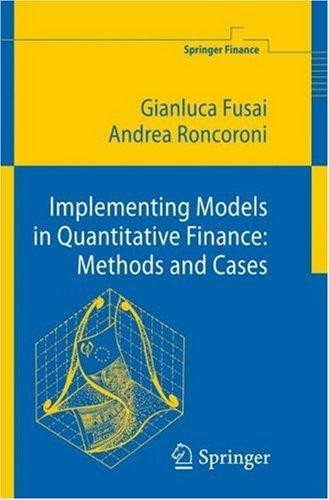 Springer Finance
Gianluca Fusai
Andrea Roncoroni
Implementing Models
in Quantitative Finance:
Methods and Cases
Springer